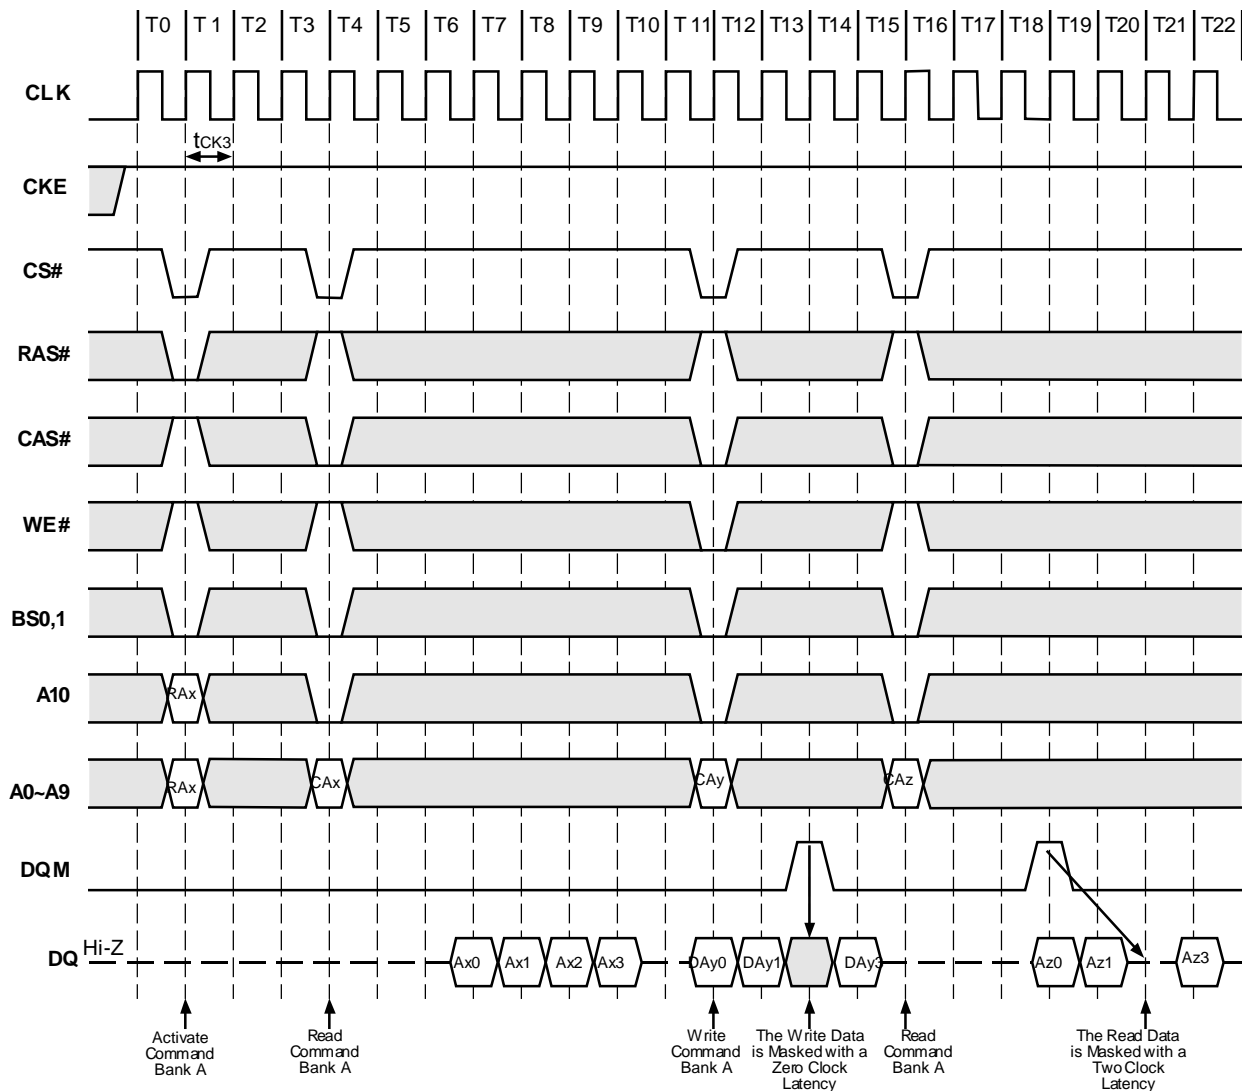 T0 T1 T2 T3 T4 T5 T6 T7 T8 T9 T10 T11 T12 T13 T14 T15 T16 T17 T18 T19 T20 T21 T22
CLK
tCK3
CKE
CS#
RAS#
CAS#
WE#
BS0,1
A10 RAx
A0~A9 RAx CAx CAy CAz
DQM
DQ Hi-Z Ax0 Ax1 Ax2 Ax3 DAy0 DAy1 DAy3 Az0 Az1 Az3
Activate
Command
Bank A
Read
Command
Bank A
Write
Command
Bank A
The Write Data
is Masked with a
Zero Clock
Latency
Read
Command
Bank A
The Read Data
is Masked with a
Two Clock
Latency